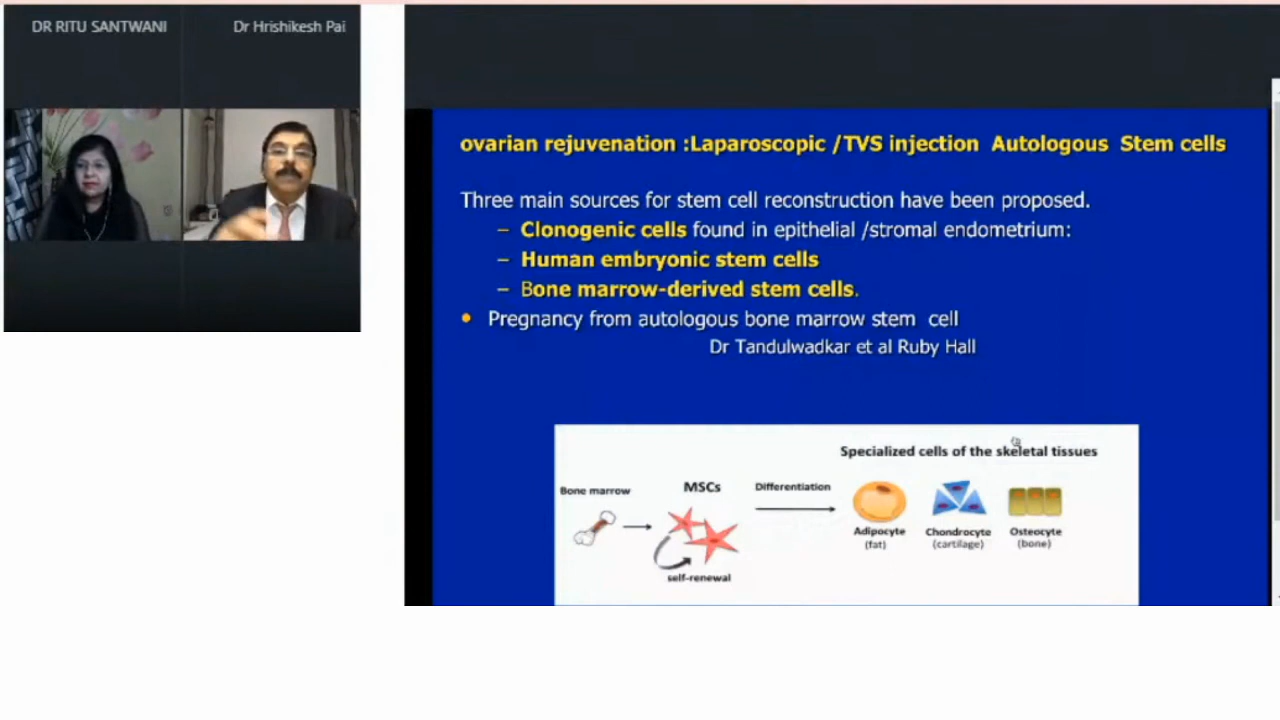 DR RITU SANTWANI
Dr Hrishikesh Pai
ovarian rejuvenation :Laparoscopic /TVS injection Autologous Stem cells
Three main sources for stem cell reconstruction have been proposed.
– Clonogenic cells found in epithelial /stromal endometrium:
– Human embryonic stem cells
– Bone marrow-derived stem cells.
• Pregnancy from autologous bone marrow stem cell
Dr Tandulwadkar et al Ruby Hall
Specialized cells of the skeletal tissues
Bone marrow
MSCs
Differentiation
self-renewal
Adipocyte
(fat)
Chondrocyte
(cartilage)
Osteocyte
(bone)